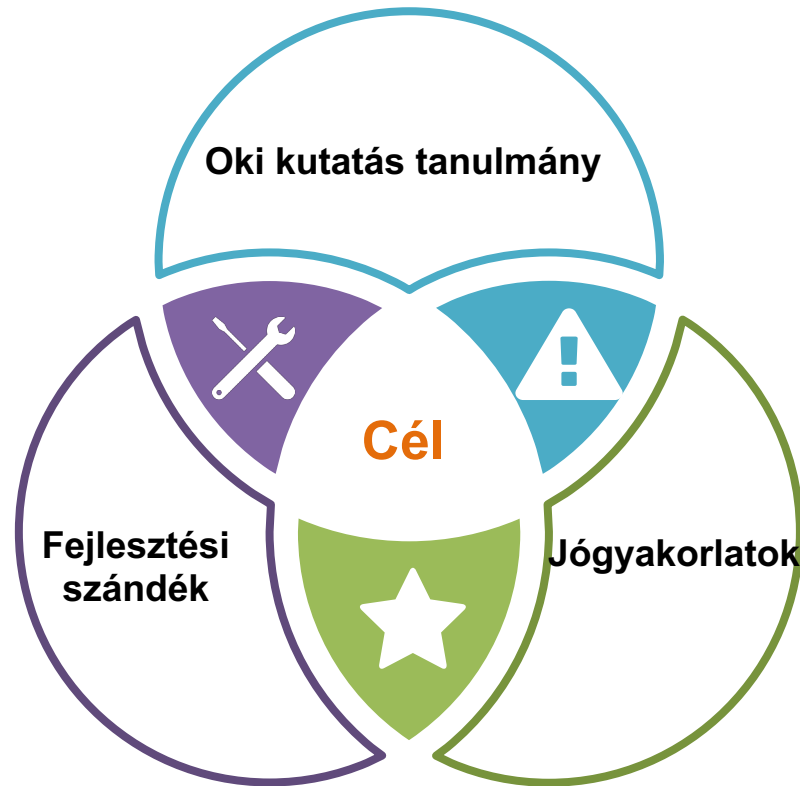 Oki kutatás tanulmány
Cél
Fejlesztési
szándék
Jógyakorlatok